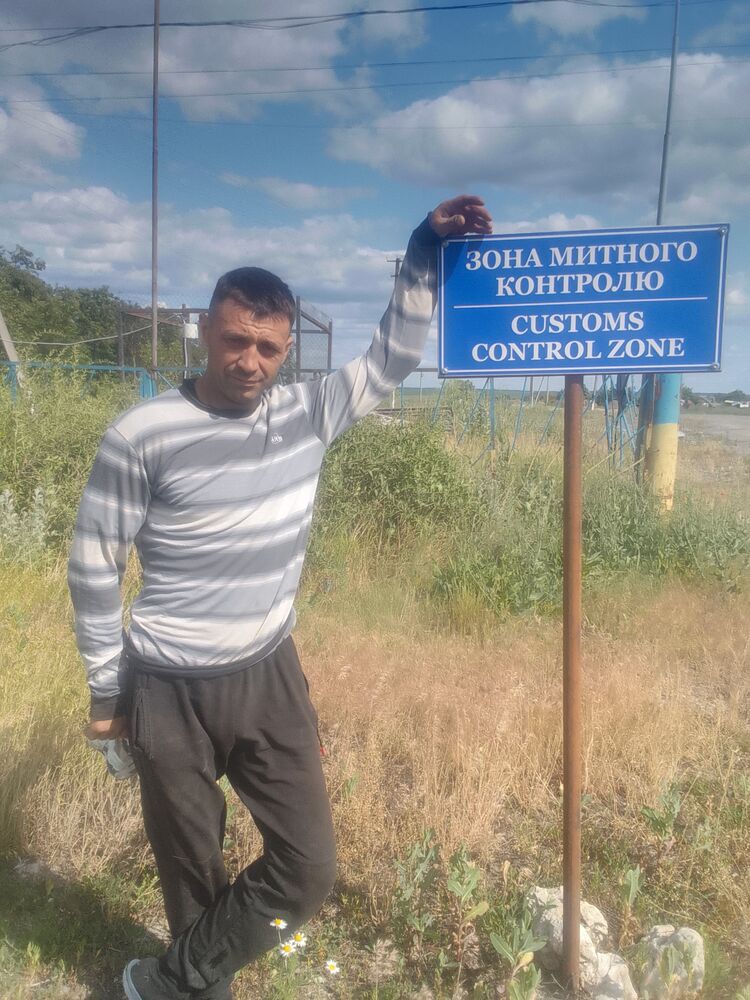 ЗОНА МИТНОГО
КОНТРОЛЮ
CUSTOMS
CONTROL ZONE